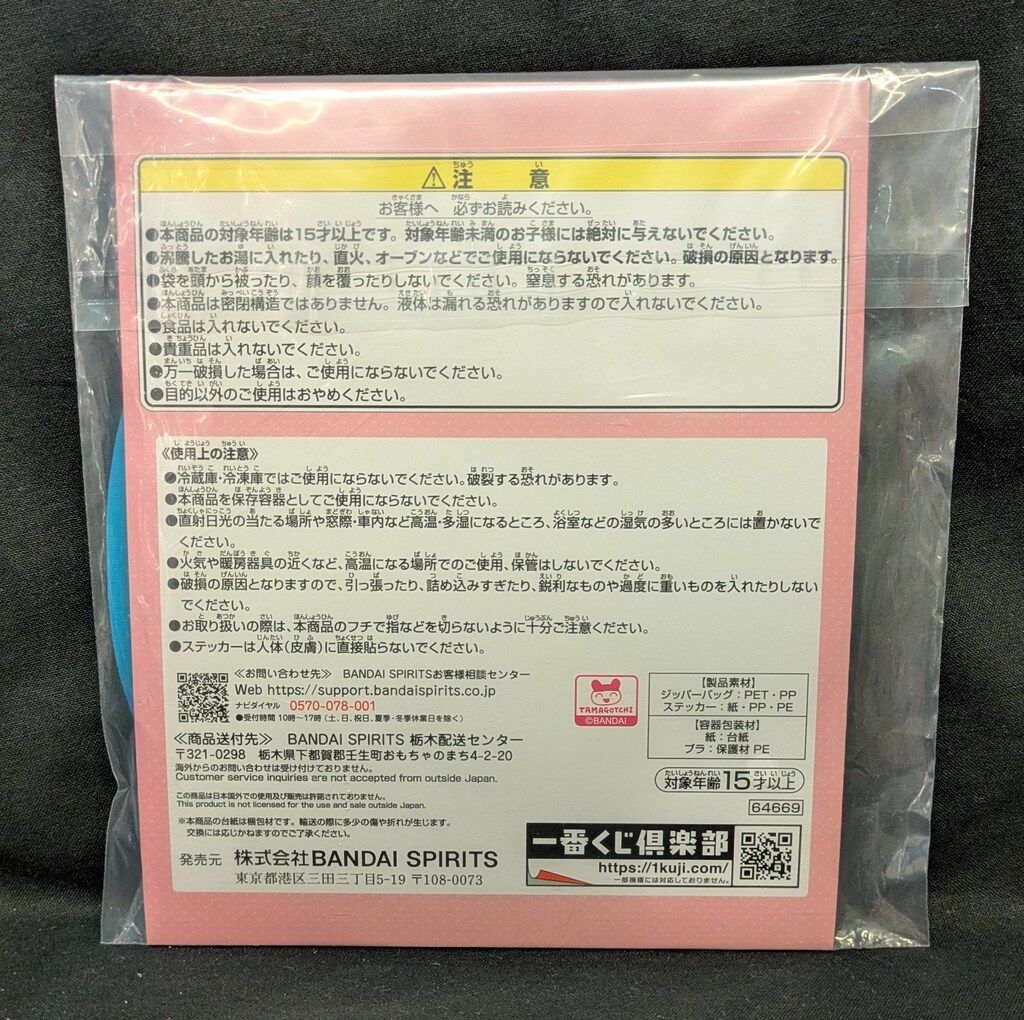 ⚠注 意
お客様へ 必ずお読みください。
●本商品の対象年齢は15才以上です。対象年齢未満のお子様には絶対に与えないでください。
●沸騰したお湯に入れたり、直火、オーブンなどでご使用にならないでください。破損の原因となります。
●袋を頭から被ったり、顔を覆ったりしないでください。窒息する恐れがあります。
●本商品は密閉構造ではありません。液体は漏れる恐れがありますので入れないでください。
●食品は入れないでください。
●貴重品は入れないでください。
●万一破損した場合は、ご使用にならないでください。
●目的以外のご使用はおやめください。
《使用上の注意》
●冷蔵庫・冷凍庫ではご使用にならないでください。破裂する恐れがあります。
●本商品を保存容器としてご使用にならないでください。
●直射日光の当たる場所や窓際・車内など高温・多湿になるところ、浴室などの湿気の多いところには置かないで
ください。
●火気や暖房器具の近くなど、高温になる場所でのご使用、保管はしないでください。
●破損の原因となりますので、引っ張ったり、詰め込みすぎたり、鋭利なものや過度に重いものを入れたりしない
でください。
●お取り扱いの際は、本商品のフチで指などを切らないように十分ご注意ください。
●ステッカーは人体(皮膚)に直接貼らないでください。
≪お問い合わせ先≫ BANDAI SPIRITSお客様相談センター
Web https://support.bandaispirits.co.jp
ナビダイヤル 0570-078-001
●受付時間 10時～17時(土、日、祝日、夏季・冬季休業日を除く)
≪商品送付先≫ BANDAI SPIRITS 栃木配送センター
〒321-0298 栃木県下都賀郡壬生町おもちゃのまち4-2-20
海外からのお問い合わせは受け付けておりません。
Customer service inquiries are not accepted from outside Japan.
この商品は日本国外での使用及び販売は許諾されておりません。
This product is not licensed for the use and sale outside Japan.
※本商品の台紙は梱包材です。輸送の際に多少の傷や折れが生じます。
交換には応じかねますのでご了承ください。
発売元 株式会社BANDAI SPIRITS
東京都港区三田三丁目5-19 〒108-0073
TAMAGOTCHI
©BANDAI
【製品素材】
ジッパーバッグ：PET・PP
ステッカー：紙・PP・PE
【容器包装材】
紙：台紙
プラ：保護材 PE
対象年齢15才以上
64669
一番くじ倶楽部
https://1kuji.com/
一部機種には対応しておりません。